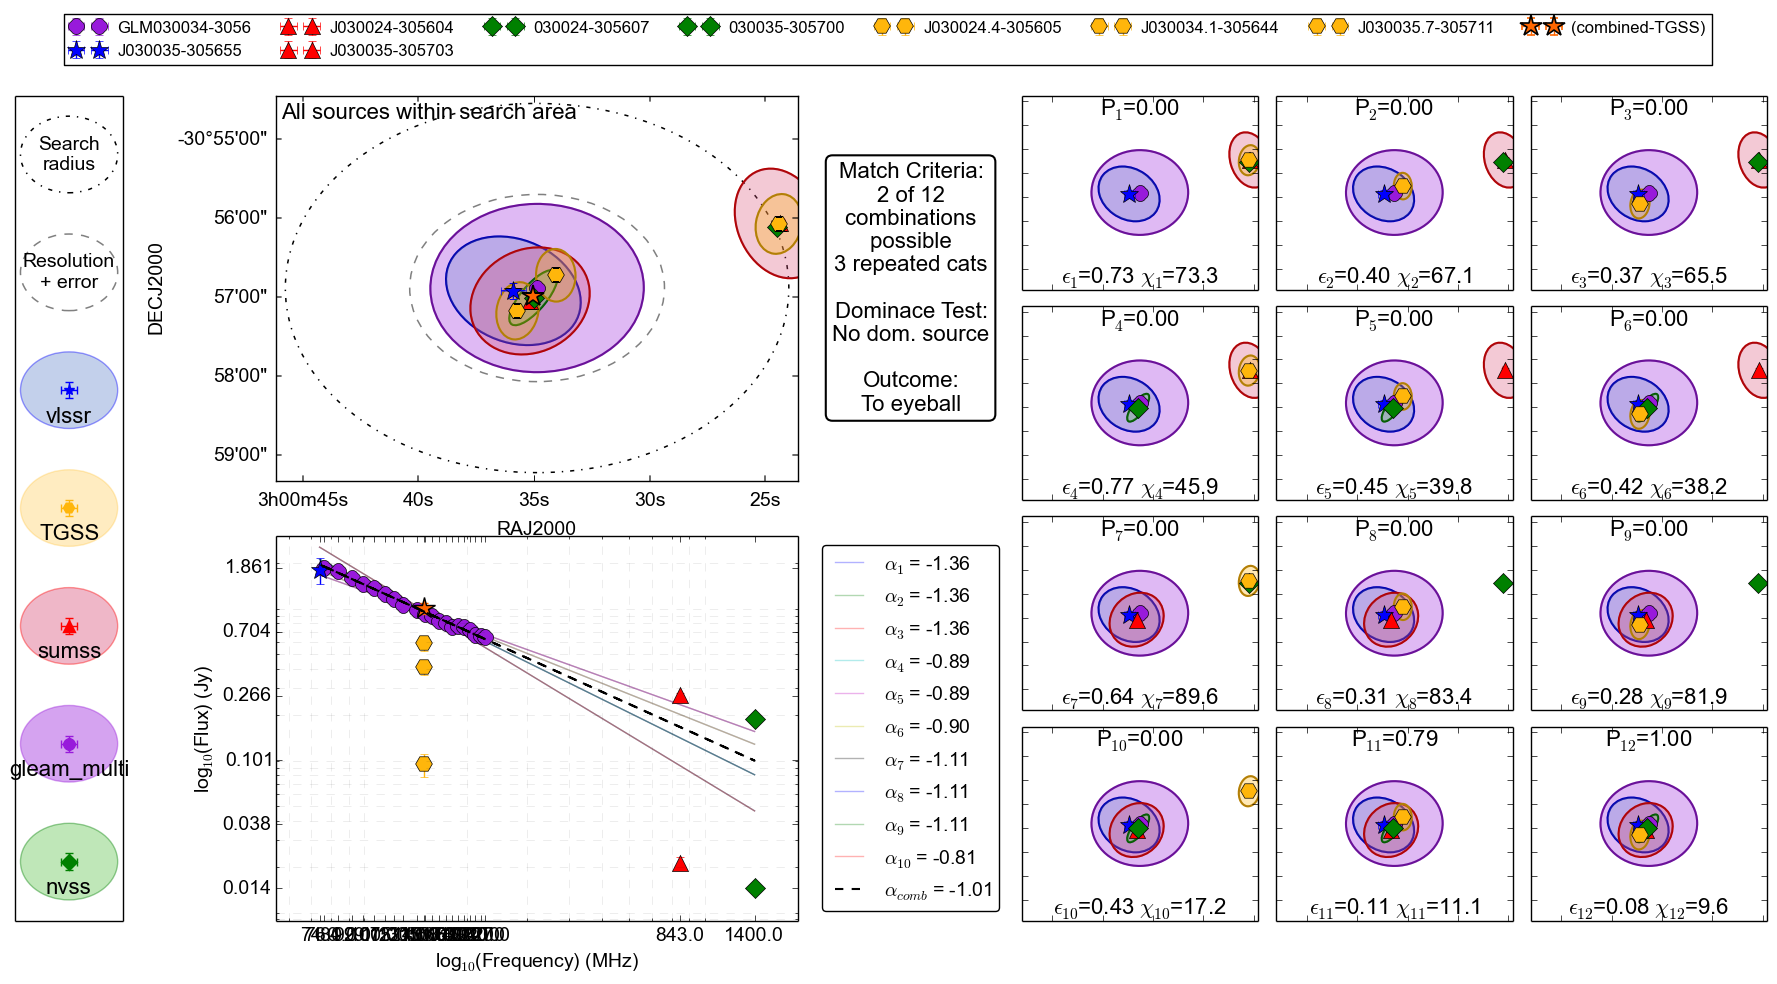 GLM030034-3056
J030024-305604
030024-305607
030035-305700
J030024.4-305605
J030034.1-305644
J030035.7-305711
(combined-TGSS)
J030035-305655
J030035-305703
Search
radius
Resolution
+ error
vlssr
TGSS
sumss
gleam_multi
nvss
All sources within search area
DECJ2000
-30°55'00"
56'00"
57'00"
58'00"
59'00"
3h00m45s
40s
35s
30s
25s
RAJ2000
Match Criteria:
2 of 12
combinations
possible
3 repeated cats
Dominace Test:
No dom. source
Outcome:
To eyeball
log10(Flux) (Jy)
1.861
0.704
0.266
0.101
0.038
0.014
843.0
1400.0
log10(Frequency) (MHz)
α1 = -1.36
α2 = -1.36
α3 = -1.36
α4 = -0.89
α5 = -0.89
α6 = -0.90
α7 = -1.11
α8 = -1.11
α9 = -1.11
α10 = -0.81
αcomb = -1.01
P1=0.00
ϵ1=0.73 χ1=73.3
P2=0.00
ϵ2=0.40 χ2=67.1
P3=0.00
ϵ3=0.37 χ3=65.5
P4=0.00
ϵ4=0.77 χ4=45.9
P5=0.00
ϵ5=0.45 χ5=39.8
P6=0.00
ϵ6=0.42 χ6=38.2
P7=0.00
ϵ7=0.64 χ7=89.6
P8=0.00
ϵ8=0.31 χ8=83.4
P9=0.00
ϵ9=0.28 χ9=81.9
P10=0.00
ϵ10=0.43 χ10=17.2
P11=0.79
ϵ11=0.11 χ11=11.1
P12=1.00
ϵ12=0.08 χ12=9.6